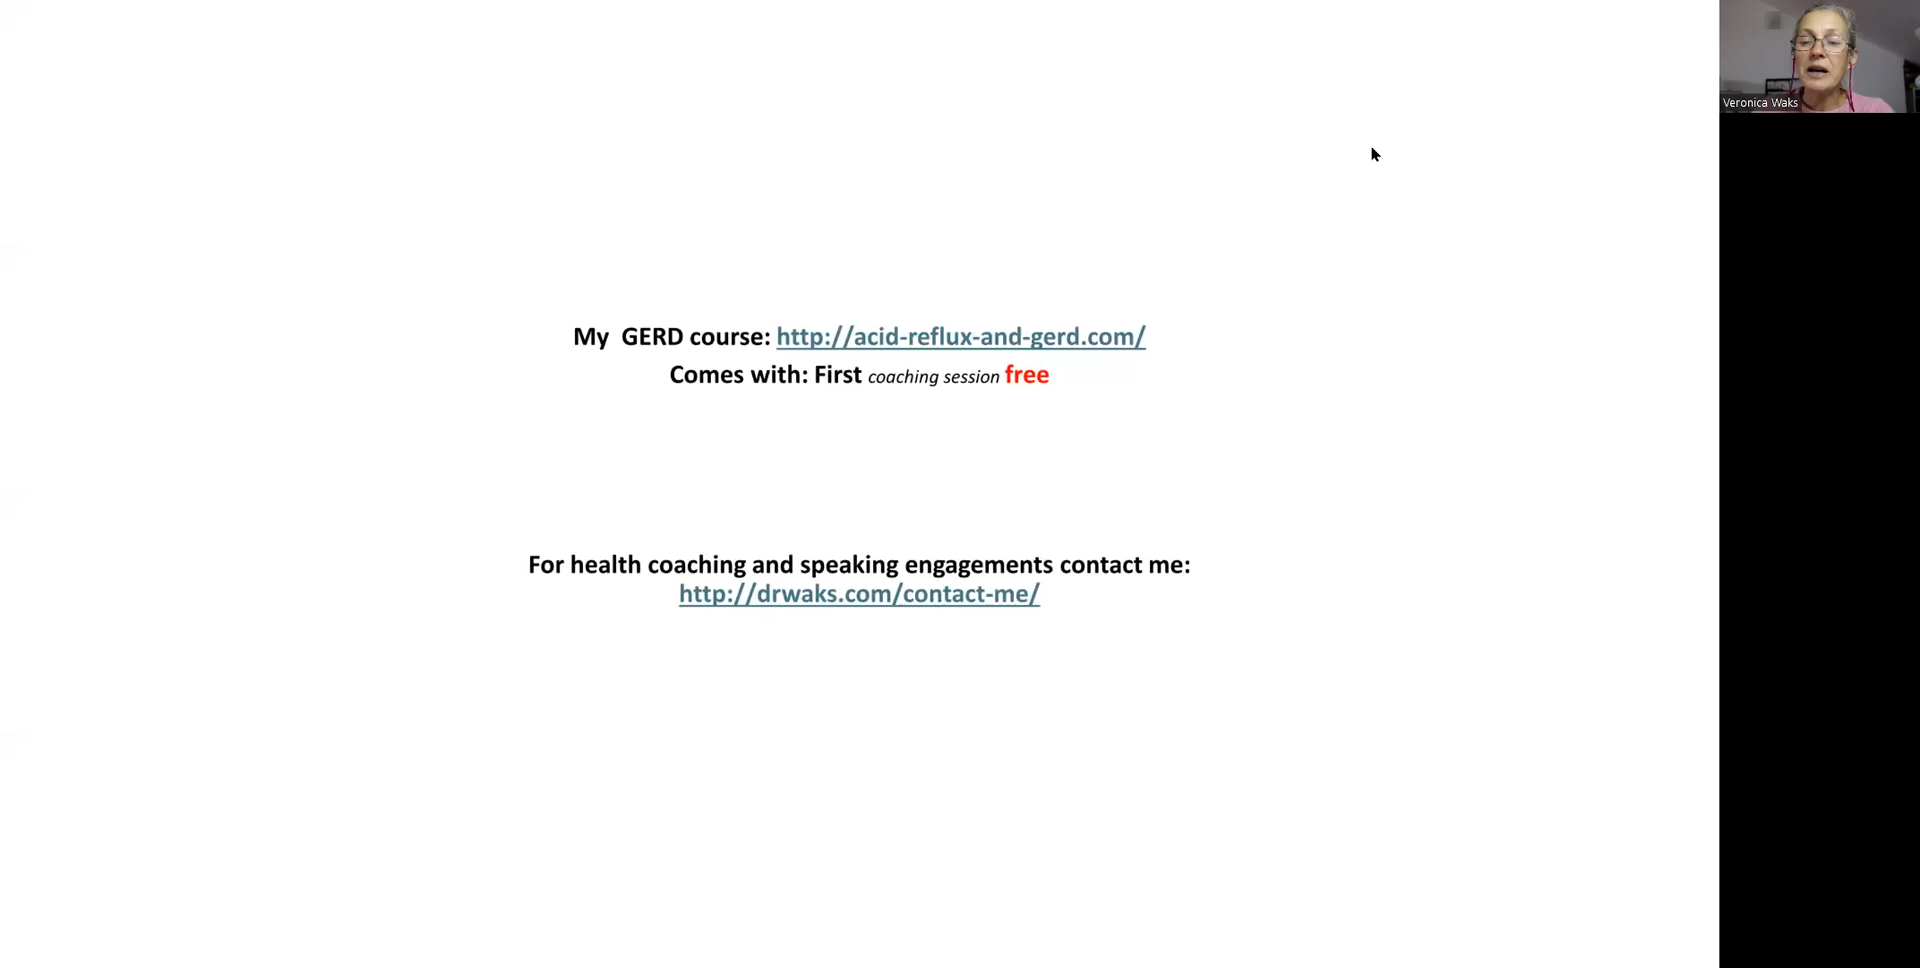 Veronica Waks
My  GERD course: http://acid-reflux-and-gerd.com/
Comes with: First coaching session free
For health coaching and speaking engagements contact me:
http://drwaks.com/contact-me/